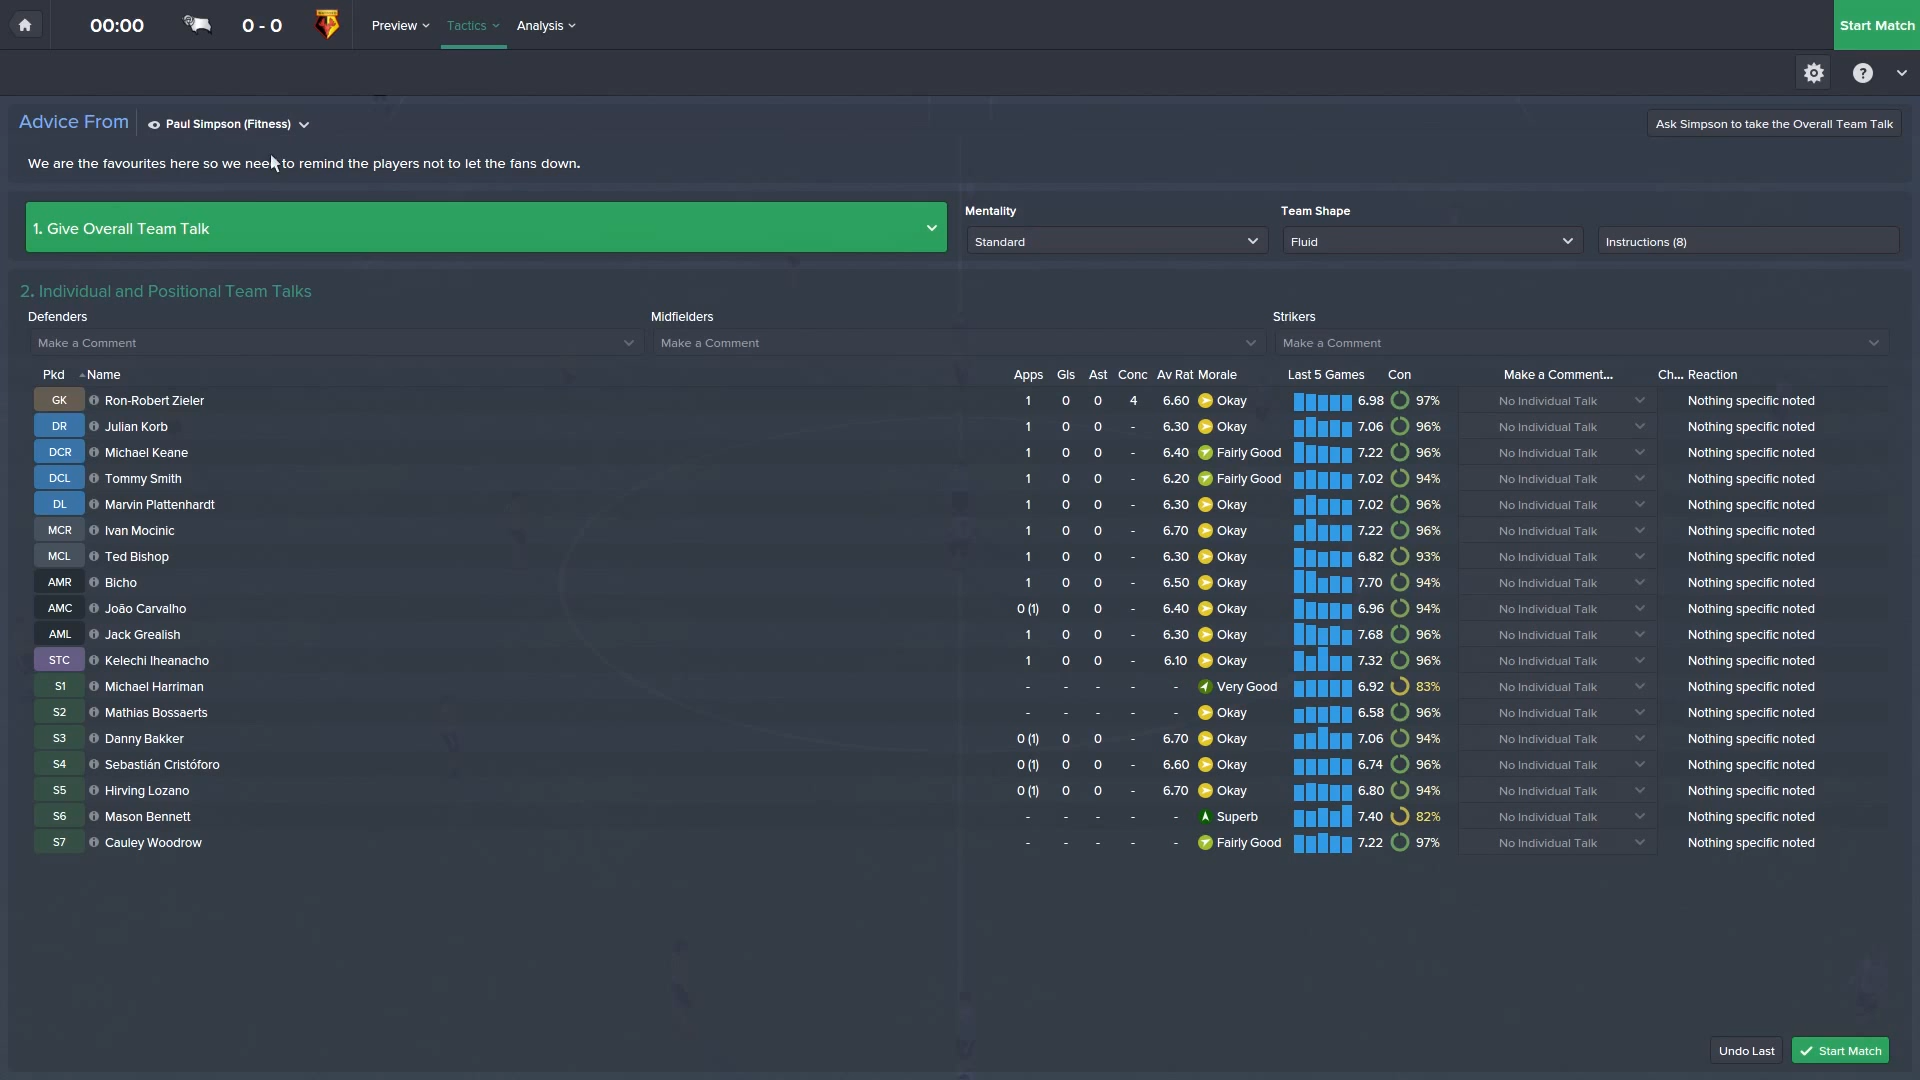 00:00 0 - 0 Preview Tactics Analysis Start Match
?
Advice From Paul Simpson (Fitness) Ask Simpson to take the Overall Team Talk
We are the favourites here so we need to remind the players not to let the fans down.
1. Give Overall Team Talk
Mentality Team Shape
Standard Fluid Instructions (8)
2. Individual and Positional Team Talks
Defenders Midfielders Strikers
Make a Comment Make a Comment Make a Comment
Pkd Name Apps Gls Ast Conc Av Rat Morale Last 5 Games Con Make a Comment... Ch... Reaction
GK Ron-Robert Zieler 1 0 0 4 6.60 Okay 6.98 97% No Individual Talk Nothing specific noted
DR Julian Korb 1 0 0 - 6.30 Okay 7.06 96% No Individual Talk Nothing specific noted
DCR Michael Keane 1 0 0 - 6.40 Fairly Good 7.22 96% No Individual Talk Nothing specific noted
DCL Tommy Smith 1 0 0 - 6.20 Fairly Good 7.02 94% No Individual Talk Nothing specific noted
DL Marvin Plattenhardt 1 0 0 - 6.30 Okay 7.02 96% No Individual Talk Nothing specific noted
MCR Ivan Mocinic 1 0 0 - 6.70 Okay 7.22 96% No Individual Talk Nothing specific noted
MCL Ted Bishop 1 0 0 - 6.30 Okay 6.82 93% No Individual Talk Nothing specific noted
AMR Bicho 1 0 0 - 6.50 Okay 7.70 94% No Individual Talk Nothing specific noted
AMC João Carvalho 0 (1) 0 0 - 6.40 Okay 6.96 94% No Individual Talk Nothing specific noted
AML Jack Grealish 1 0 0 - 6.30 Okay 7.68 96% No Individual Talk Nothing specific noted
STC Kelechi Iheanacho 1 0 0 - 6.10 Okay 7.32 96% No Individual Talk Nothing specific noted
S1 Michael Harriman - - - - - Very Good 6.92 83% No Individual Talk Nothing specific noted
S2 Mathias Bossaerts - - - - - Okay 6.58 96% No Individual Talk Nothing specific noted
S3 Danny Bakker 0 (1) 0 0 - 6.70 Okay 7.06 94% No Individual Talk Nothing specific noted
S4 Sebastián Cristóforo 0 (1) 0 0 - 6.60 Okay 6.74 96% No Individual Talk Nothing specific noted
S5 Hirving Lozano 0 (1) 0 0 - 6.70 Okay 6.80 94% No Individual Talk Nothing specific noted
S6 Mason Bennett - - - - - Superb 7.40 82% No Individual Talk Nothing specific noted
S7 Cauley Woodrow - - - - - Fairly Good 7.22 97% No Individual Talk Nothing specific noted
Undo Last Start Match